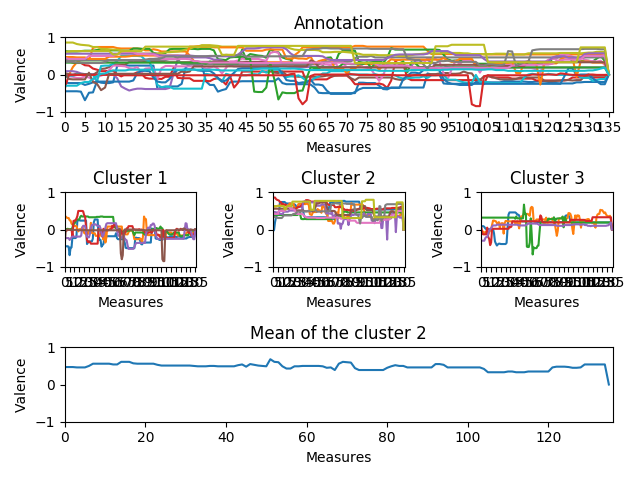 Annotation
Valence
1
0
−1
0 5 10 15 20 25 30 35 40 45 50 55 60 65 70 75 80 85 90 95 100 105 110 115 120 125 130 135
Measures
Cluster 1 Cluster 2 Cluster 3
Valence Valence Valence
1 1 1
0 0 0
−1 −1 −1
Measures Measures Measures
Mean of the cluster 2
Valence
1
0
−1
0 20 40 60 80 100 120
Measures